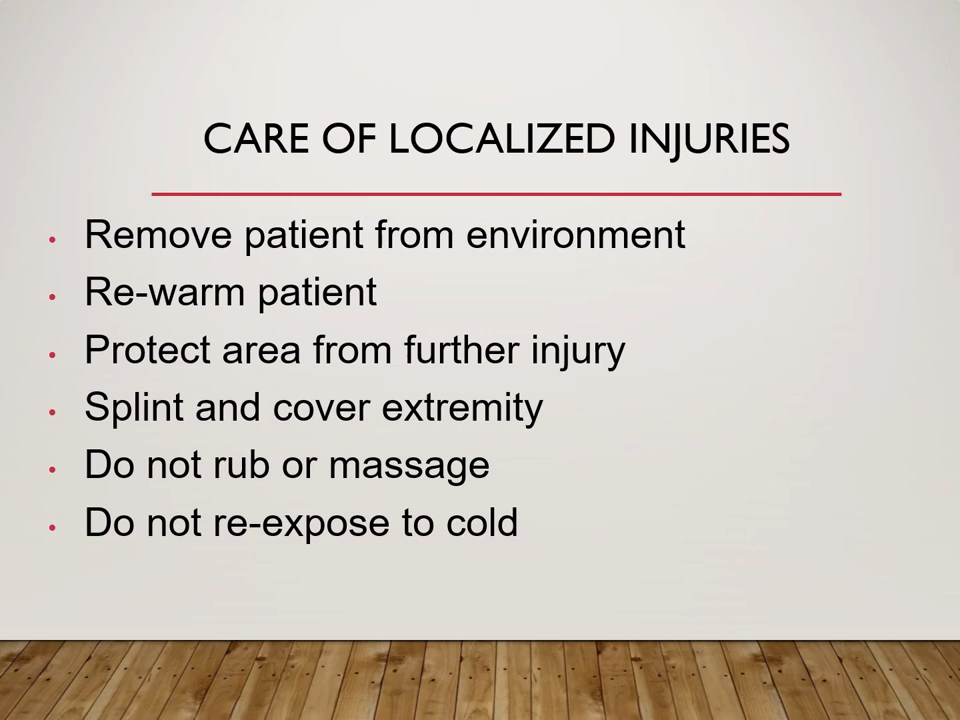 CARE OF LOCALIZED INJURIES
• Remove patient from environment
• Re-warm patient
• Protect area from further injury
• Splint and cover extremity
• Do not rub or massage
• Do not re-expose to cold